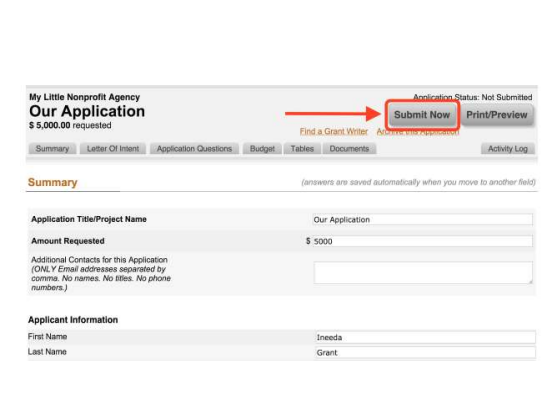 My Little Nonprofit Agency
Application Status: Not Submitted
Our Application
Submit Now Print/Preview
$ 5,000.00 requested
Find a Grant Writer Archive this Application
Summary Letter Of Intent Application Questions Budget Tables Documents Activity Log
Summary
(answers are saved automatically when you move to another field)
Application Title/Project Name Our Application
Amount Requested $ 5000
Additional Contacts for this Application
(ONLY Email addresses separated by
comma. No names. No titles. No phone
numbers.)
Applicant Information
First Name Ineeda
Last Name Grant